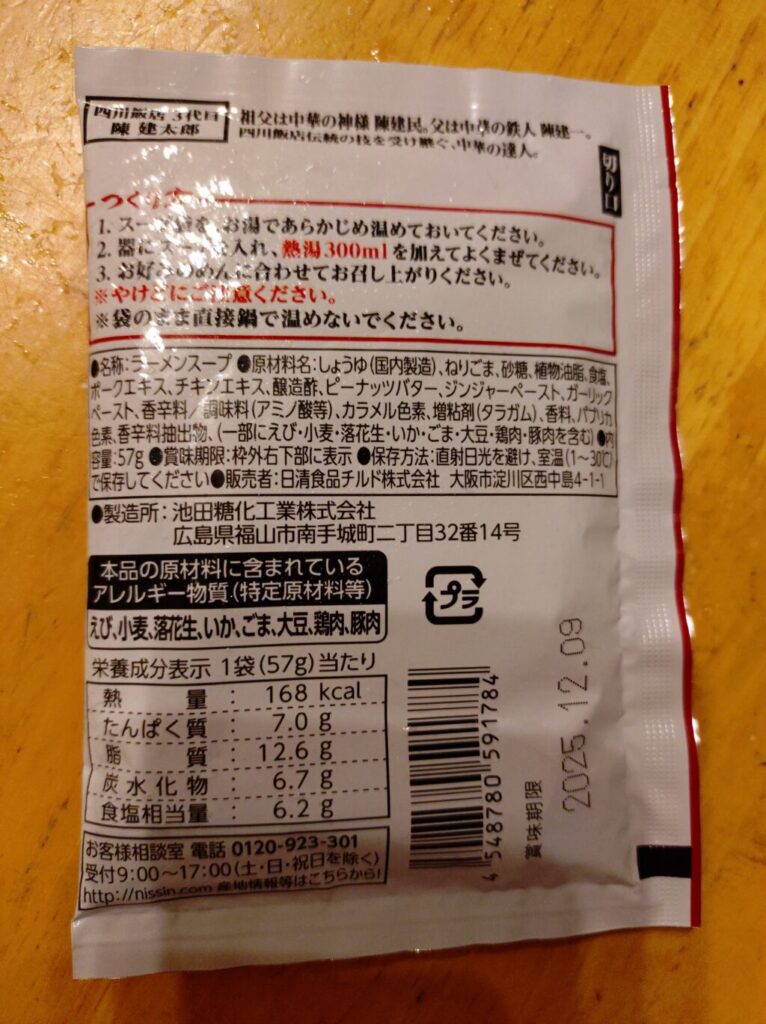 四川飯店 3代目
陳 建太郎
祖父は中華の神様 陳建民。父は中華の鉄人 陳建一。
四川飯店伝統の技を受け継ぐ、中華の達人。
切り口
つくり方
1. スープ袋を、お湯であらかじめ温めておいてください。
2. 器にスープを入れ、熱湯300mlを加えてよくまぜてください。
3. お好みのめんに合わせてお召し上がりください。
※やけどにご注意ください。
※袋のまま直接鍋で温めないでください。
●名称:ラーメンスープ ●原材料名:しょうゆ(国内製造)、ねりごま、砂糖、植物油脂、食塩、
ポークエキス、チキンエキス、醸造酢、ピーナッツバター、ジンジャーペースト、ガーリック
ペースト、香辛料/調味料(アミノ酸等)、カラメル色素、増粘剤(タラガム)、香料、パプリカ
色素、香辛料抽出物、(一部にえび・小麦・落花生・いか・ごま・大豆・鶏肉・豚肉を含む) ●内
容量:57g ●賞味期限:枠外右下部に表示 ●保存方法:直射日光を避け、室温(1〜30℃)
で保存してください●販売者:日清食品チルド株式会社 大阪市淀川区西中島4-1-1
●製造所:池田糖化工業株式会社
広島県福山市南手城町二丁目32番14号
本品の原材料に含まれている
アレルギー物質(特定原材料等)
えび、小麦、落花生、いか、ごま、大豆、鶏肉、豚肉
プラ
栄養成分表示 1袋(57g)当たり
熱量 : 168 kcal
たんぱく質 : 7.0 g
脂質 : 12.6 g
炭水化物 : 6.7 g
食塩相当量 : 6.2 g
お客様相談室 電話 0120-923-301
受付9:00〜17:00(土・日・祝日を除く)
http://nissin.com 産地情報等はこちらから!
4548780591784
賞味期限
2025.12.09